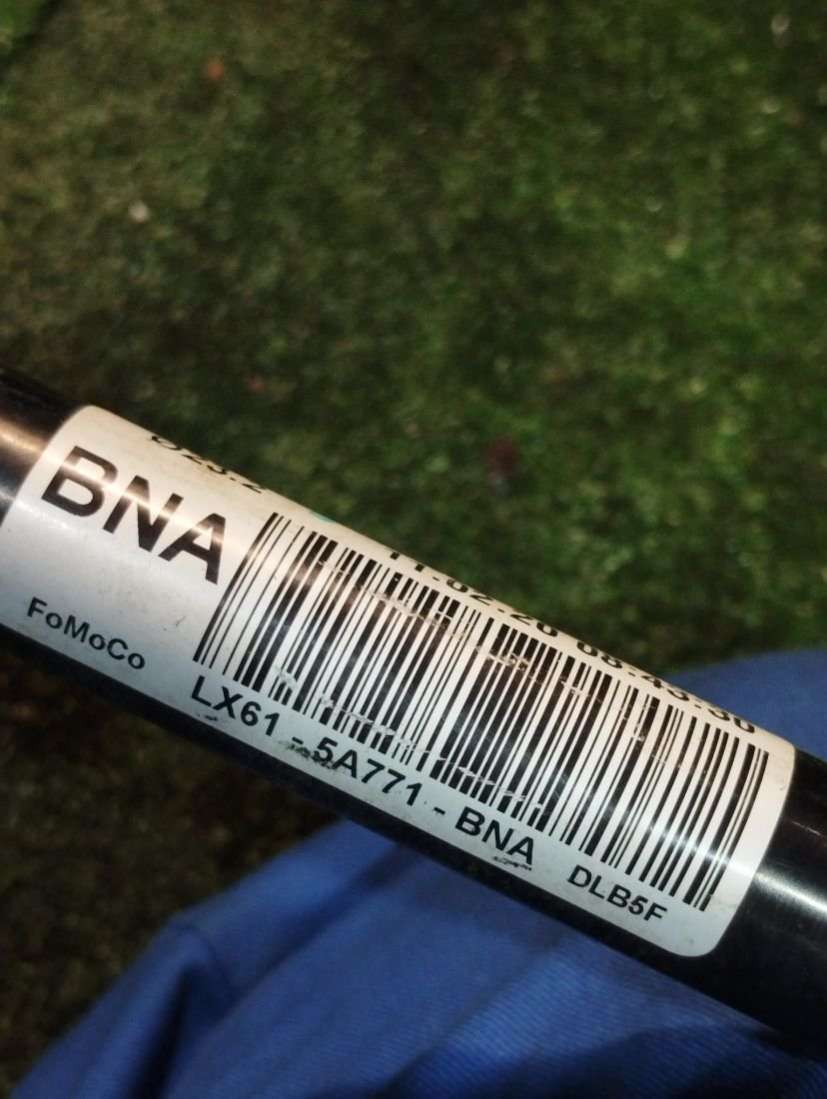 BNA
FoMoCo
LX61 - 5A771 - BNA
DLB5F